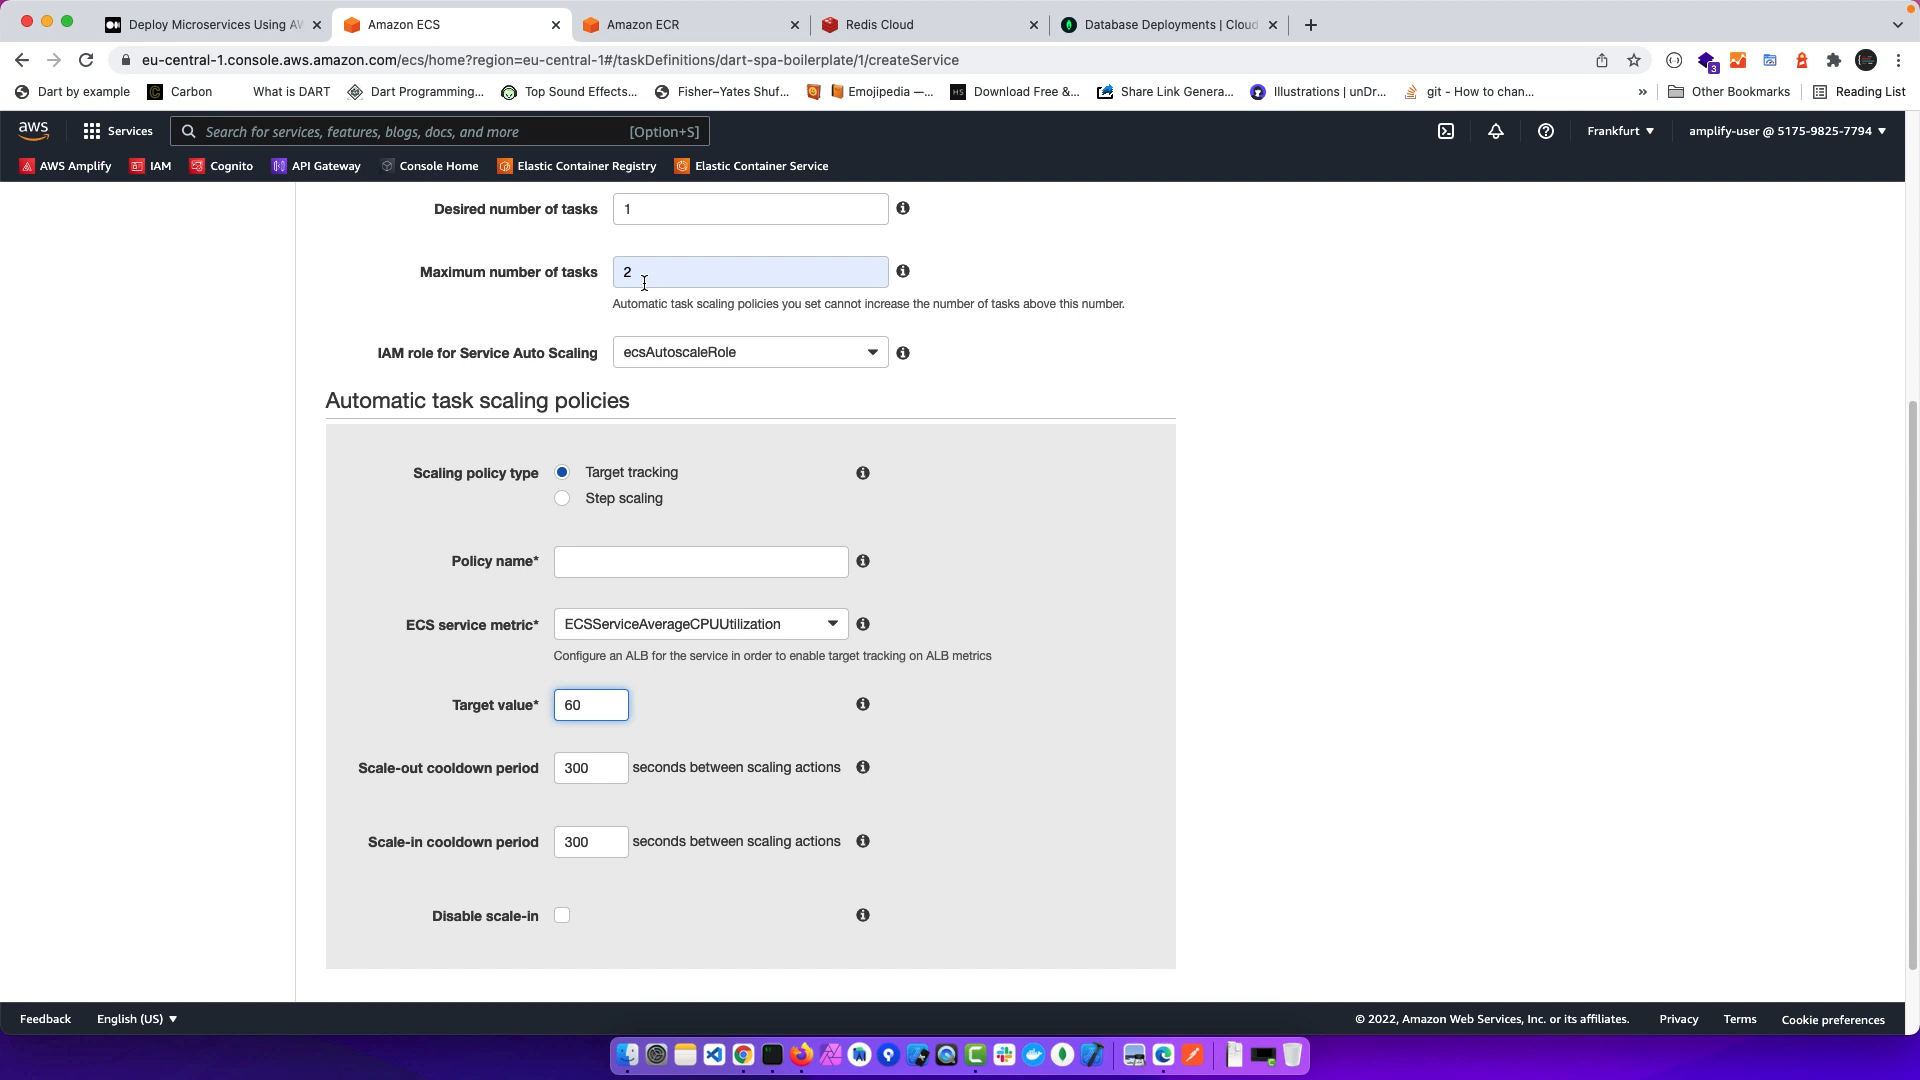 Deploy Microservices Using AW
Amazon ECS
Amazon ECR
Redis Cloud
Database Deployments | Cloud
eu-central-1.console.aws.amazon.com/ecs/home?region=eu-central-1#/taskDefinitions/dart-spa-boilerplate/1/createService
3
Dart by example
Carbon
What is DART
Dart Programming...
Top Sound Effects...
Fisher–Yates Shuf...
Emojipedia —...
HS
Download Free &...
Share Link Genera...
Illustrations | unDr...
git - How to chan...
»
Other Bookmarks
Reading List
aws
Services
Search for services, features, blogs, docs, and more
[Option+S]
Frankfurt
amplify-user @ 5175-9825-7794
AWS Amplify
IAM
Cognito
API Gateway
Console Home
Elastic Container Registry
Elastic Container Service
Desired number of tasks
1
Maximum number of tasks
2
Automatic task scaling policies you set cannot increase the number of tasks above this number.
IAM role for Service Auto Scaling
ecsAutoscaleRole
Automatic task scaling policies
Scaling policy type
Target tracking
Step scaling
Policy name*
ECS service metric*
ECSServiceAverageCPUUtilization
Configure an ALB for the service in order to enable target tracking on ALB metrics
Target value*
60
Scale-out cooldown period
300
seconds between scaling actions
Scale-in cooldown period
300
seconds between scaling actions
Disable scale-in
Feedback
English (US)
© 2022, Amazon Web Services, Inc. or its affiliates.
Privacy
Terms
Cookie preferences